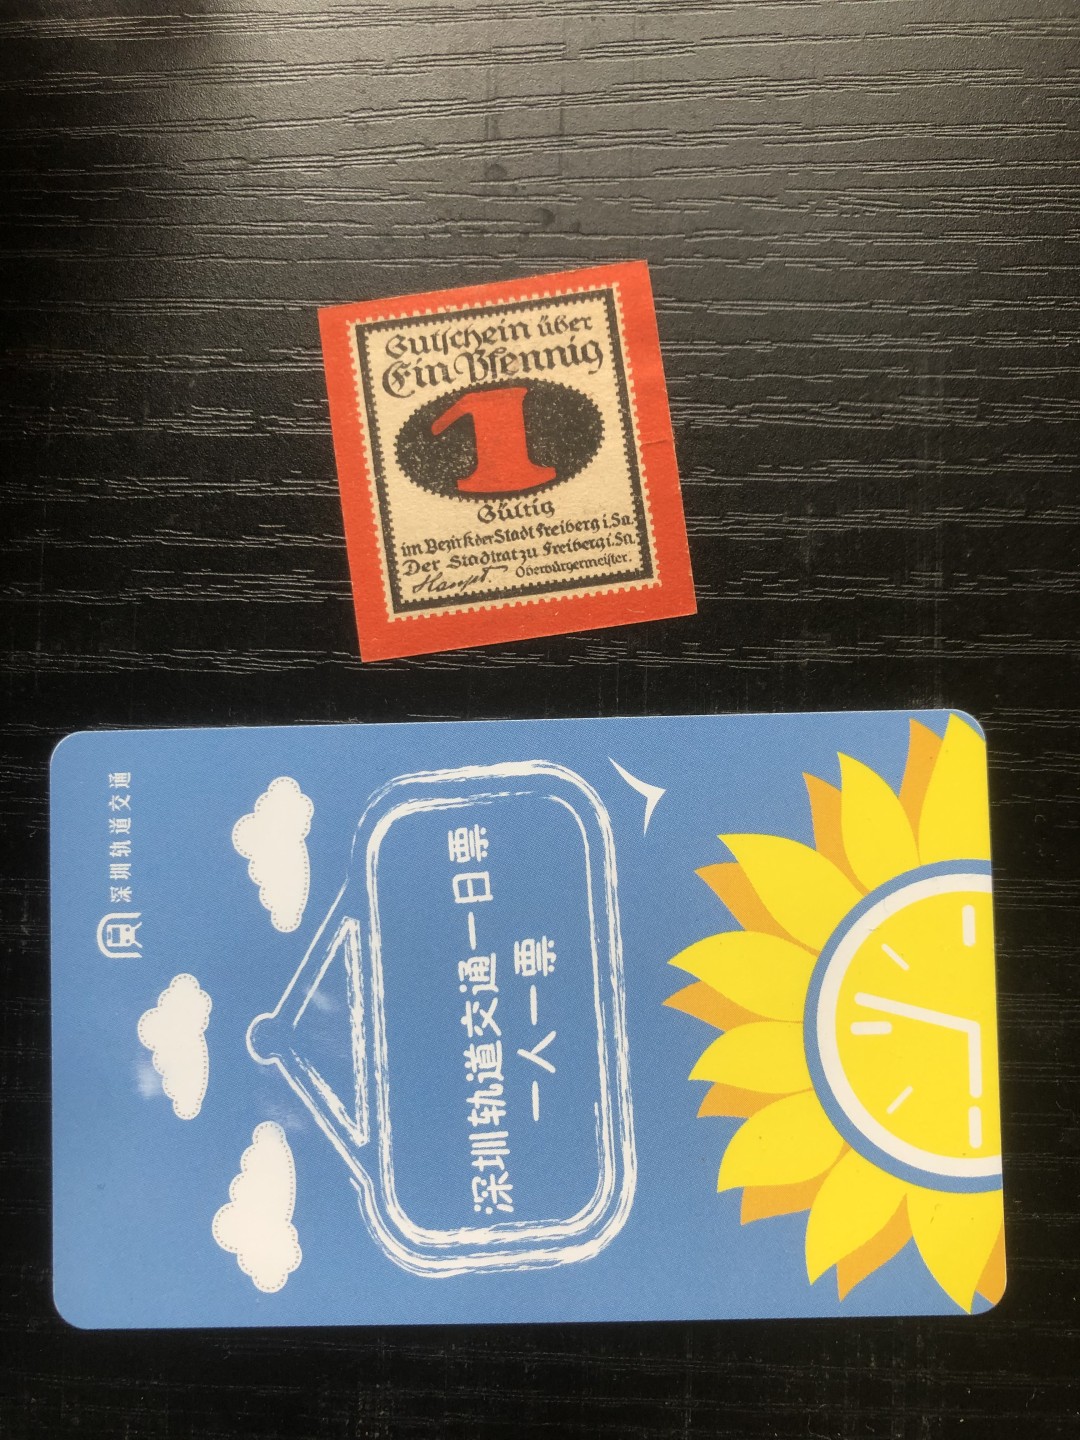 Gutschein über
Ein Pfennig
1
Gültig
im Bezirk der Stadt Freiberg i. Sa.
Der Stadtrat zu Freiberg i. Sa.
Haupt Oberbürgermeister.
深圳轨道交通
深圳轨道交通一日票
一人一票